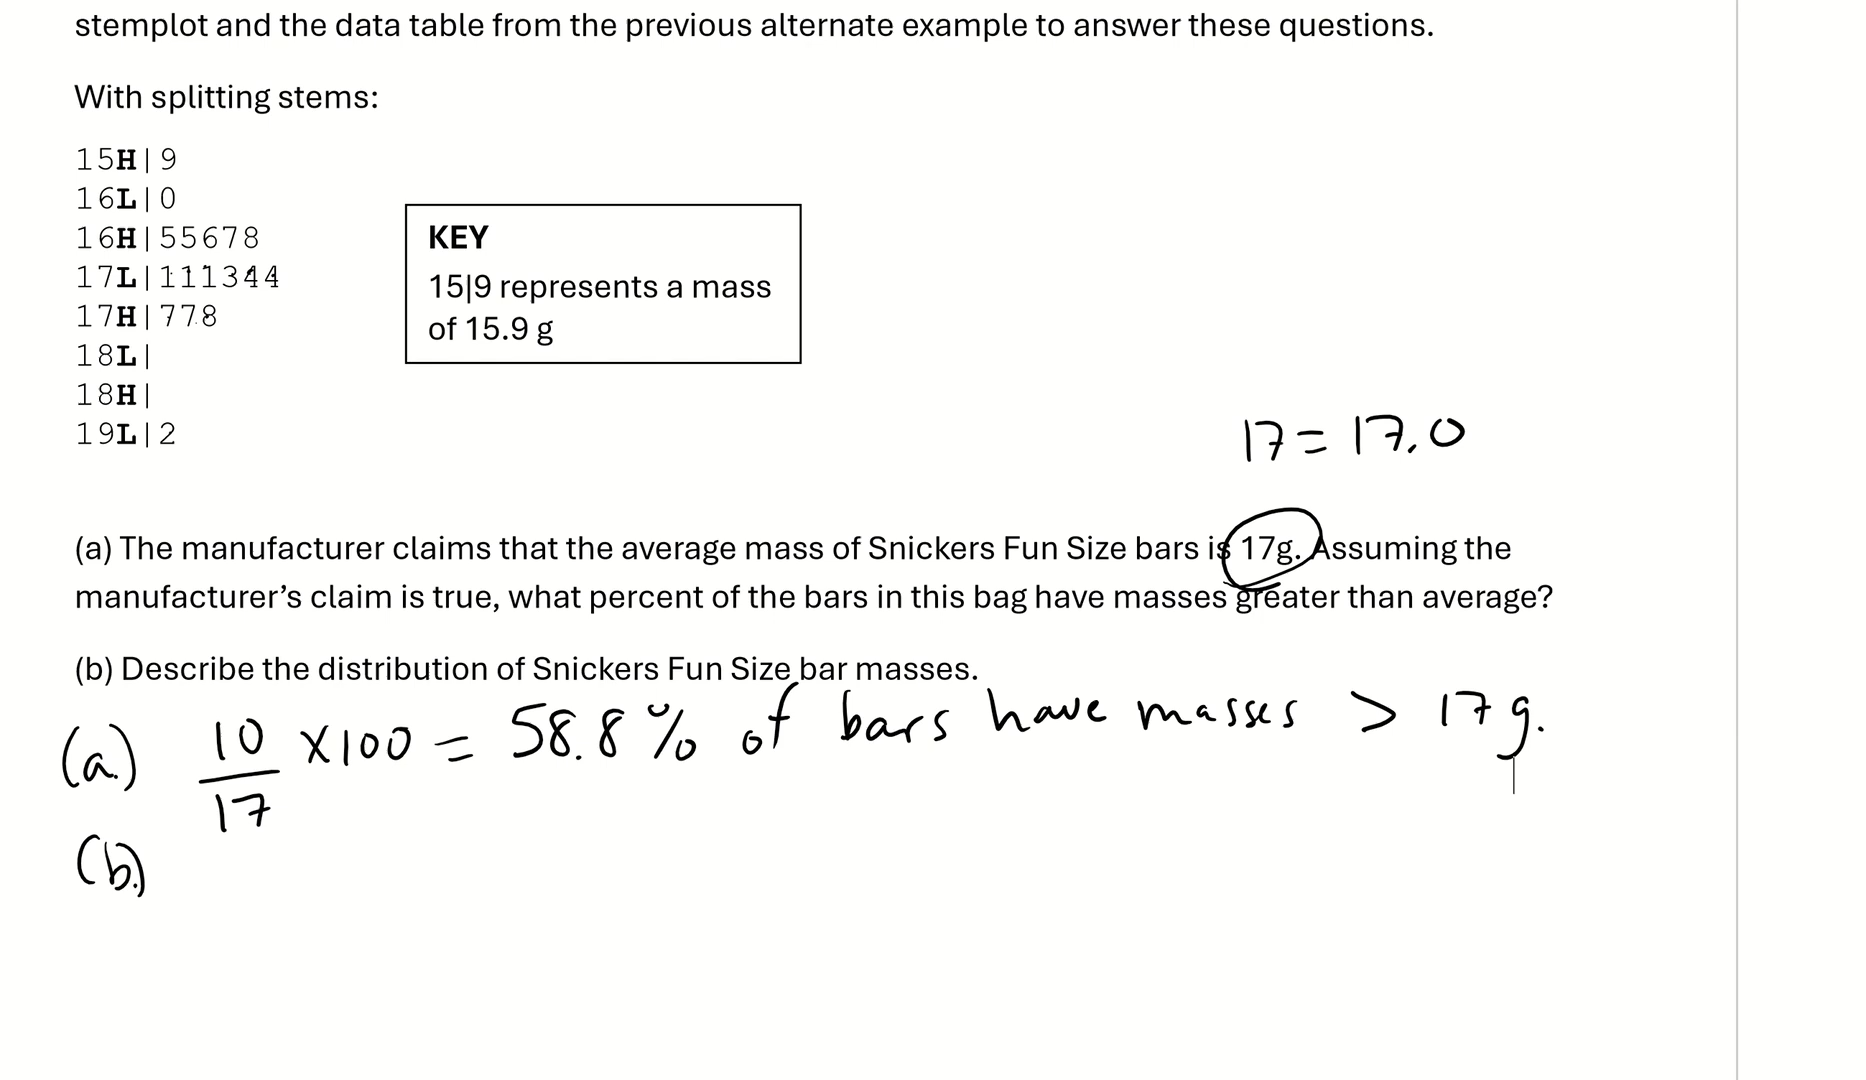 stemplot and the data table from the previous alternate example to answer these questions.
With splitting stems:
15H|9
16L|0
16H|55678
17L|111344
17H|778
18L|
18H|
19L|2
KEY
15|9 represents a mass
of 15.9 g
17 = 17.0
(a) The manufacturer claims that the average mass of Snickers Fun Size bars is 17g. Assuming the
manufacturer’s claim is true, what percent of the bars in this bag have masses greater than average?
(b) Describe the distribution of Snickers Fun Size bar masses.
(a.) 10/17 x100 = 58.8% of bars have masses > 17g.
(b.)